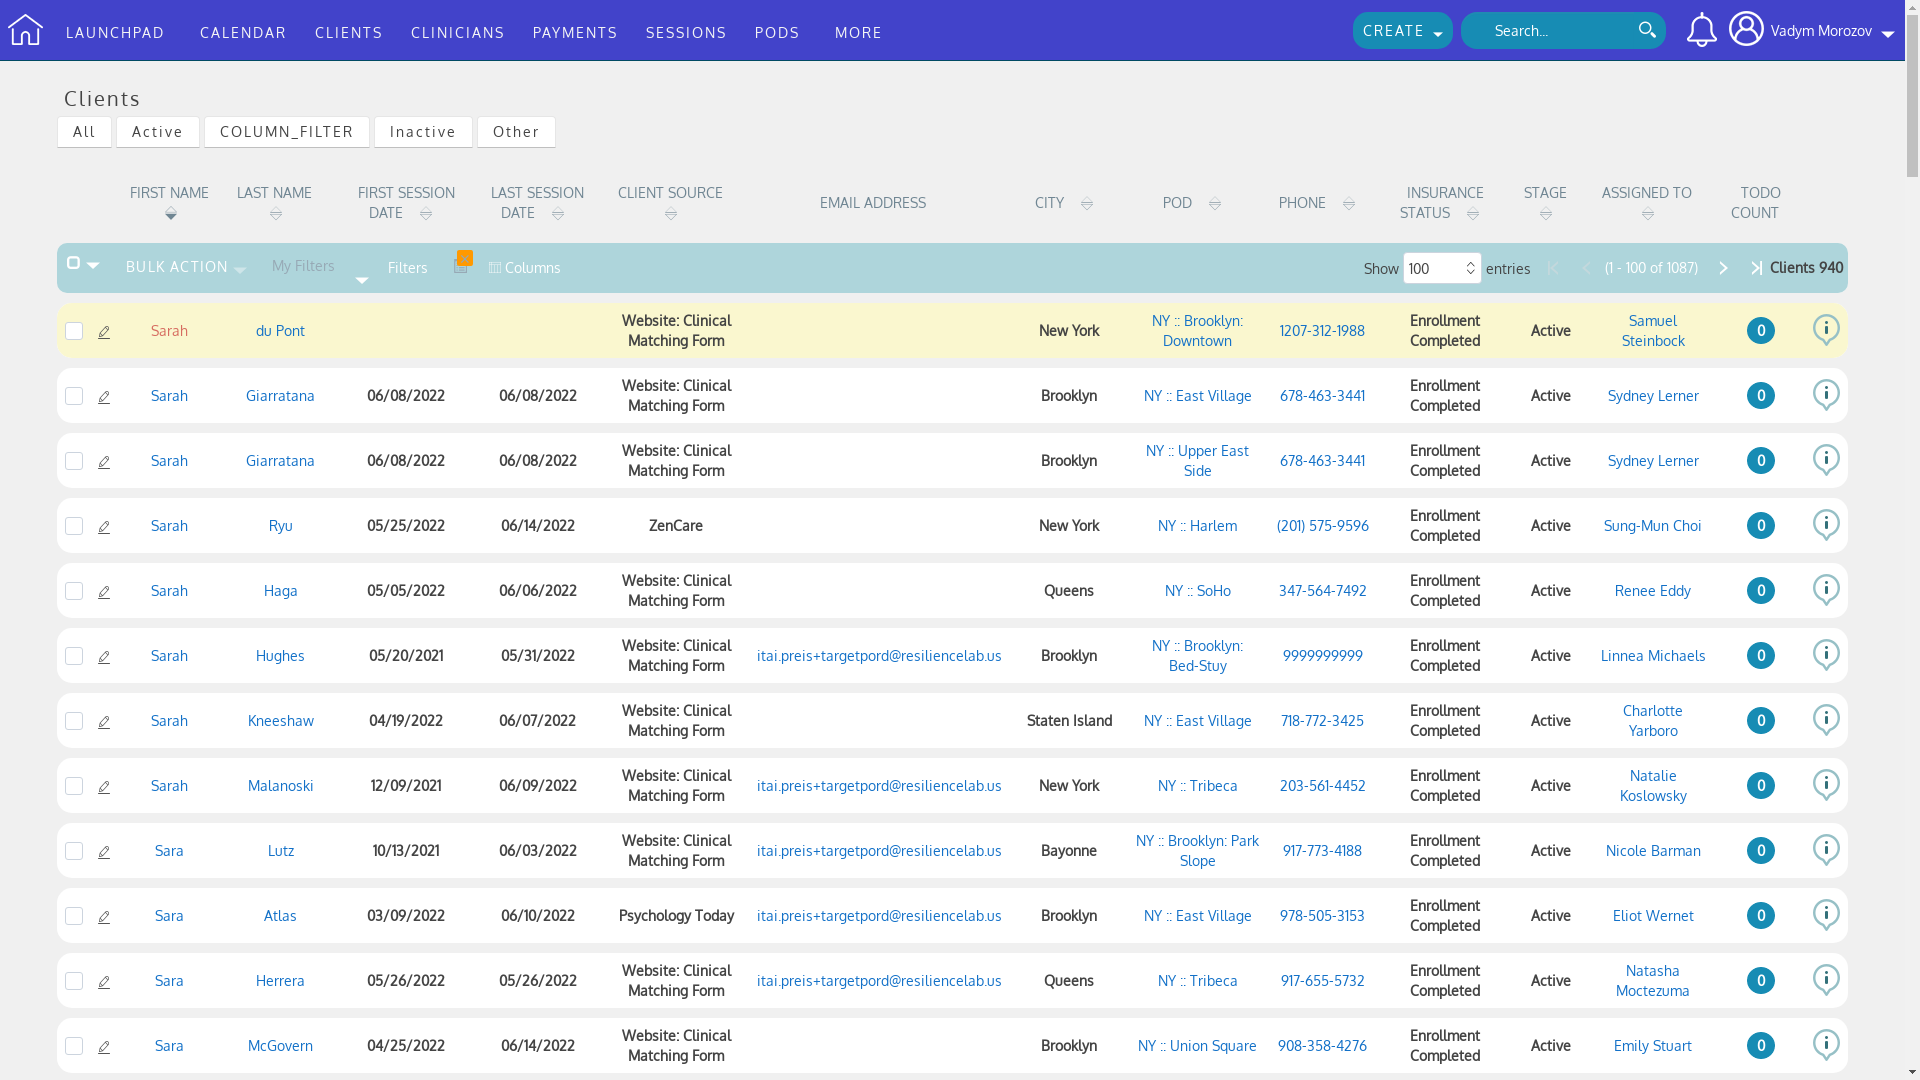 LAUNCHPAD CALENDAR CLIENTS CLINICIANS PAYMENTS SESSIONS PODS MORE CREATE Search... Vadym Morozov
Clients
All Active COLUMN_FILTER Inactive Other
FIRST NAME LAST NAME FIRST SESSION DATE LAST SESSION DATE CLIENT SOURCE EMAIL ADDRESS CITY POD PHONE INSURANCE STATUS STAGE ASSIGNED TO TODO COUNT
BULK ACTION My Filters Filters Columns Show 100 entries (1 - 100 of 1087) Clients 940
Sarah du Pont Website: Clinical Matching Form New York NY :: Brooklyn: Downtown 1207-312-1988 Enrollment Completed Active Samuel Steinbock 0
Sarah Giarratana 06/08/2022 06/08/2022 Website: Clinical Matching Form Brooklyn NY :: East Village 678-463-3441 Enrollment Completed Active Sydney Lerner 0
Sarah Giarratana 06/08/2022 06/08/2022 Website: Clinical Matching Form Brooklyn NY :: Upper East Side 678-463-3441 Enrollment Completed Active Sydney Lerner 0
Sarah Ryu 05/25/2022 06/14/2022 ZenCare New York NY :: Harlem (201) 575-9596 Enrollment Completed Active Sung-Mun Choi 0
Sarah Haga 05/05/2022 06/06/2022 Website: Clinical Matching Form Queens NY :: SoHo 347-564-7492 Enrollment Completed Active Renee Eddy 0
Sarah Hughes 05/20/2021 05/31/2022 Website: Clinical Matching Form itai.preis+targetpord@resiliencelab.us Brooklyn NY :: Brooklyn: Bed-Stuy 9999999999 Enrollment Completed Active Linnea Michaels 0
Sarah Kneeshaw 04/19/2022 06/07/2022 Website: Clinical Matching Form Staten Island NY :: East Village 718-772-3425 Enrollment Completed Active Charlotte Yarboro 0
Sarah Malanoski 12/09/2021 06/09/2022 Website: Clinical Matching Form itai.preis+targetpord@resiliencelab.us New York NY :: Tribeca 203-561-4452 Enrollment Completed Active Natalie Koslowsky 0
Sara Lutz 10/13/2021 06/03/2022 Website: Clinical Matching Form itai.preis+targetpord@resiliencelab.us Bayonne NY :: Brooklyn: Park Slope 917-773-4188 Enrollment Completed Active Nicole Barman 0
Sara Atlas 03/09/2022 06/10/2022 Psychology Today itai.preis+targetpord@resiliencelab.us Brooklyn NY :: East Village 978-505-3153 Enrollment Completed Active Eliot Wernet 0
Sara Herrera 05/26/2022 05/26/2022 Website: Clinical Matching Form itai.preis+targetpord@resiliencelab.us Queens NY :: Tribeca 917-655-5732 Enrollment Completed Active Natasha Moctezuma 0
Sara McGovern 04/25/2022 06/14/2022 Website: Clinical Matching Form Brooklyn NY :: Union Square 908-358-4276 Enrollment Completed Active Emily Stuart 0